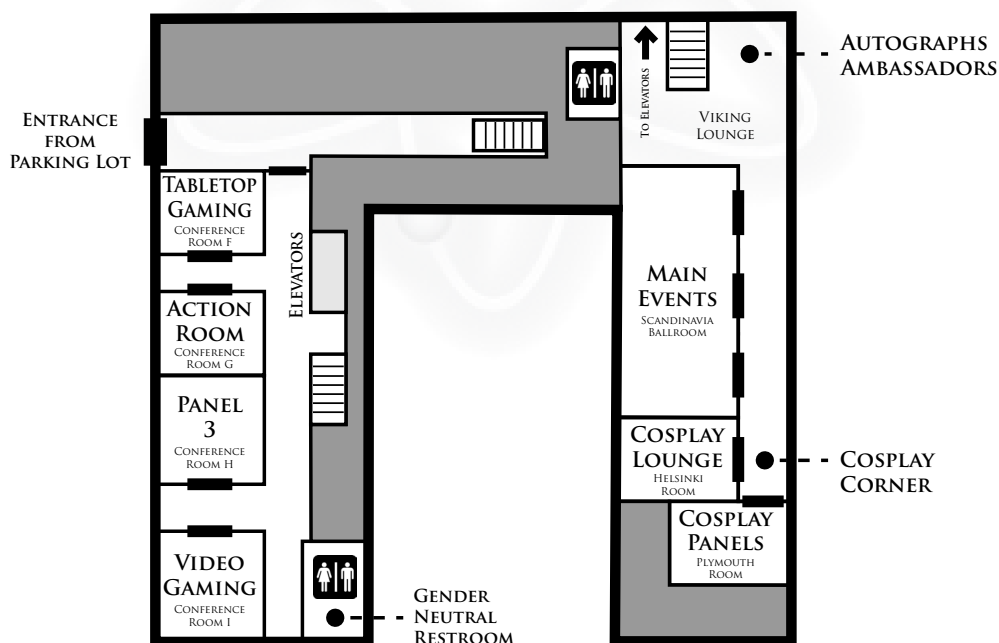 Autographs
Ambassadors
To Elevators
Viking
Lounge
Entrance
from
Parking Lot
Tabletop
Gaming
Conference
Room F
Elevators
Action
Room
Conference
Room G
Panel
3
Conference
Room H
Video
Gaming
Conference
Room I
Gender
Neutral
Restroom
Main
Events
Scandinavia
Ballroom
Cosplay
Lounge
Helsinki
Room
Cosplay
Corner
Cosplay
Panels
Plymouth
Room